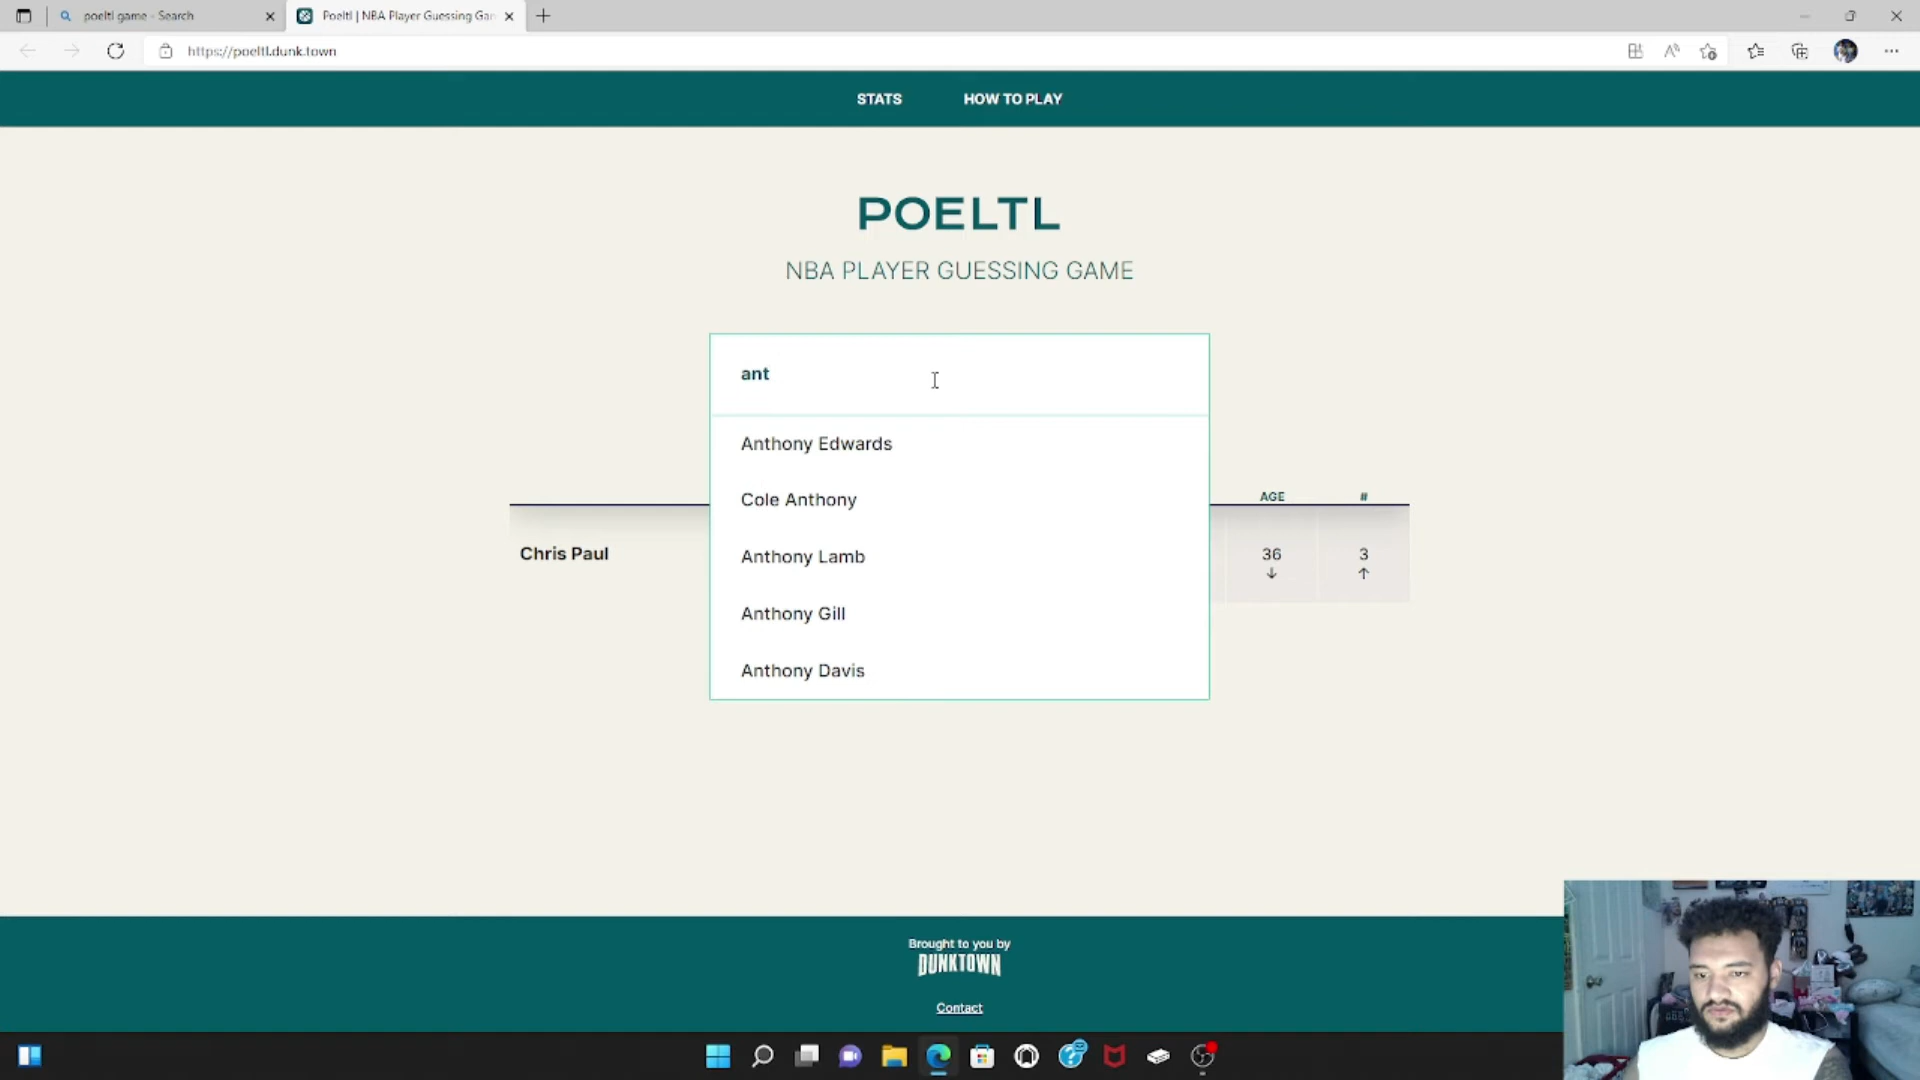 poeltl game - Search
Poeltl | NBA Player Guessing Gam
https://poeltl.dunk.town
STATS
HOW TO PLAY
POELTL
NBA PLAYER GUESSING GAME
ant
Anthony Edwards
Cole Anthony
Anthony Lamb
Anthony Gill
Anthony Davis
AGE
#
Chris Paul
36
↓
3
↑
Brought to you by
DUNKTOWN
Contact